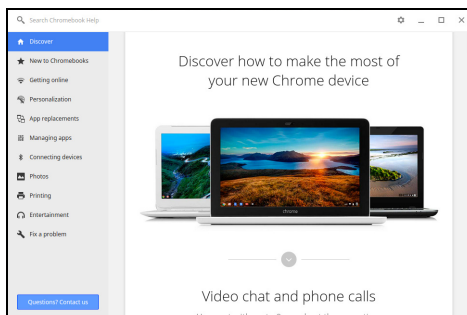 Search Chromebook Help
Discover
New to Chromebooks
Getting online
Personalization
App replacements
Managing apps
Connecting devices
Photos
Printing
Entertainment
Fix a problem
Questions? Contact us
Discover how to make the most of
your new Chrome device
chrome
Video chat and phone calls